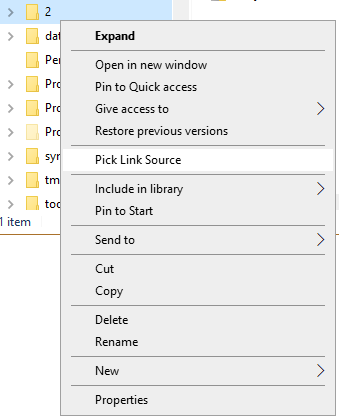 2
Expand
dat
Open in new window
Per
Pin to Quick access
Pro
Give access to
Pro
Restore previous versions
Pro
syn
Pick Link Source
tm
Include in library
too
Pin to Start
1 item
Send to
Cut
Copy
Delete
Rename
New
Properties